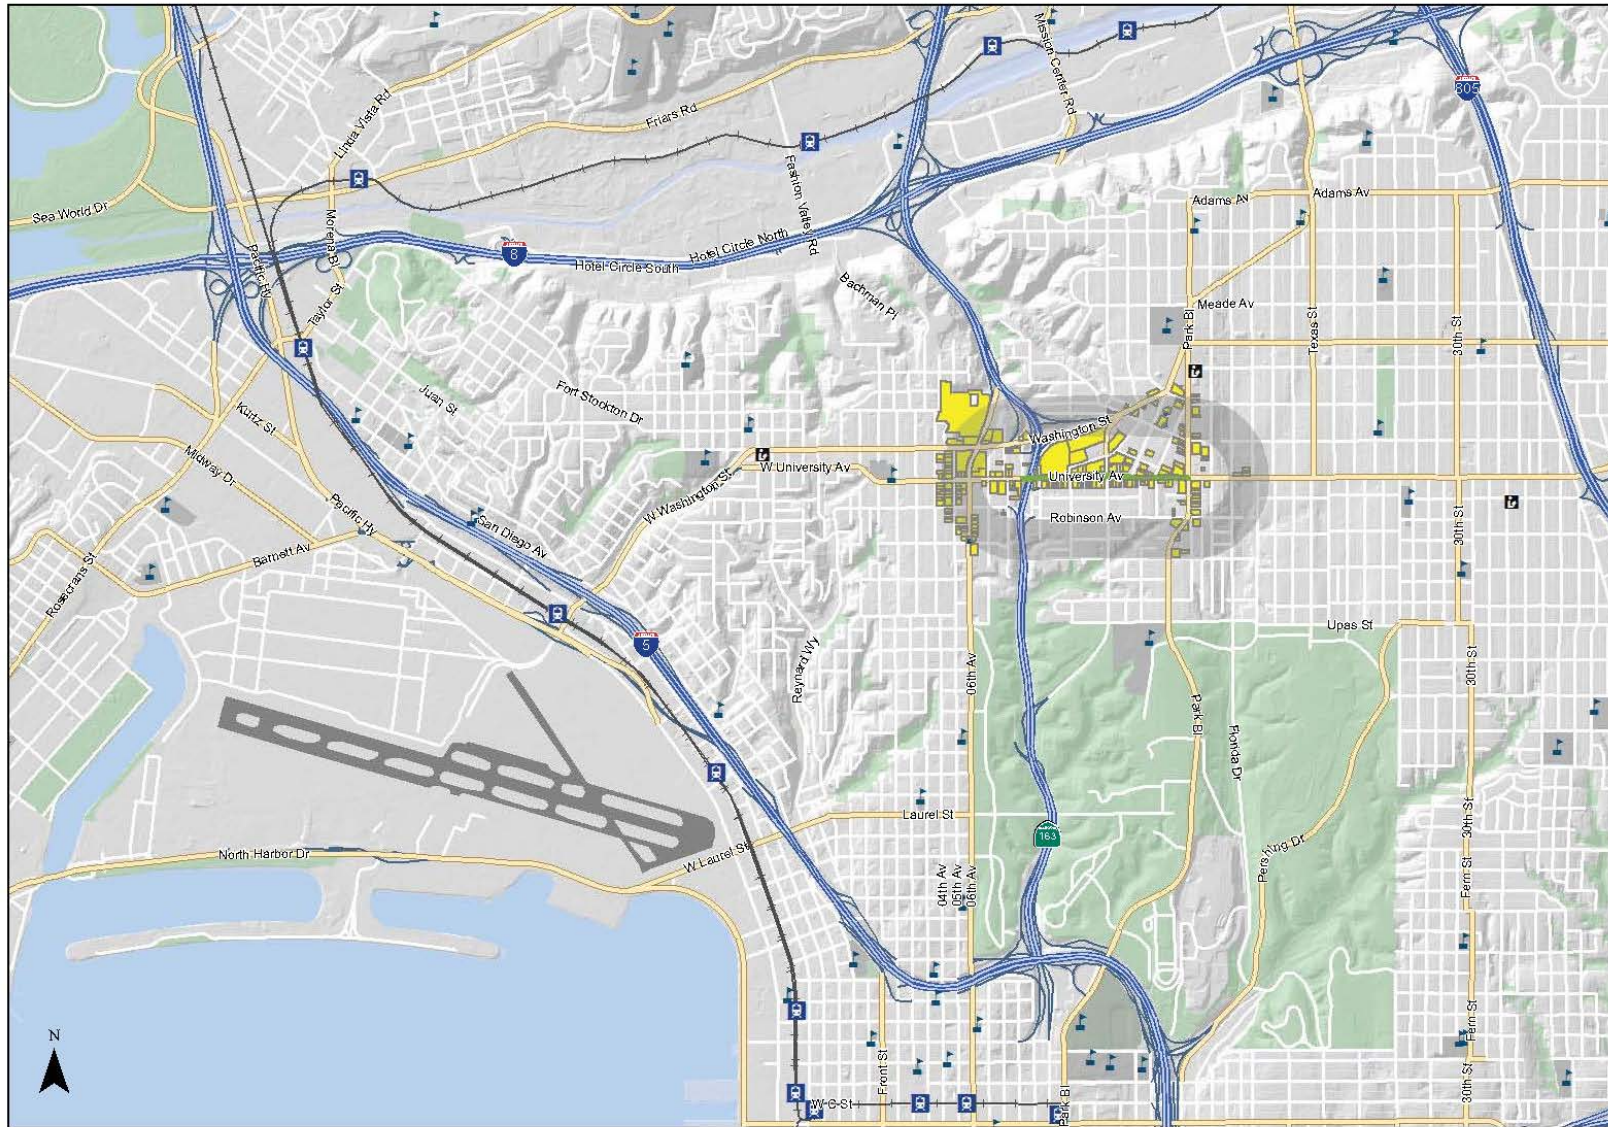 Mission Center Rd
805
Linda Vista Rd
Friars Rd
Fashion Valley Rd
Sea World Dr
Morena Bl
Adams Av
Adams Av
Pacific Hy
8
Hotel Circle North
Hotel Circle South
Bachman Pl
Taylor St
Meade Av
Park Bl
Texas St
30th St
Juan St
Fort Stockton Dr
Kurtz St
Midway Dr
Washington St
W University Av
University Av
W Washington St
Pacific Hy
San Diego Av
Robinson Av
30th St
Barnett Av
Rosecrans St
Upas St
5
Reynard Wy
06th Av
30th St
Park Bl
Florida Dr
Laurel St
163
30th St
North Harbor Dr
W Laurel St
Pershing Dr
04th Av
05th Av
06th Av
Fern St
Fern St
N
Front St
W C St
Park Bl
30th St